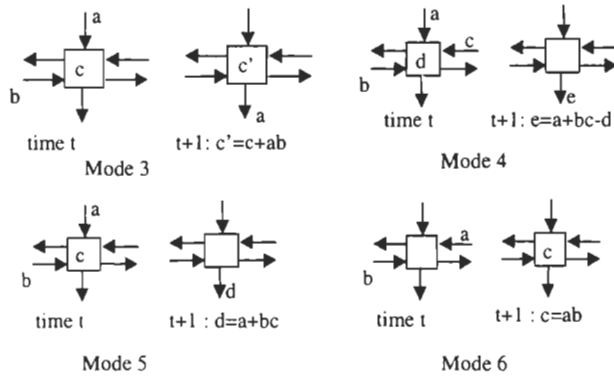 a
a
c
c'
c
d
b
b
a
e
time t
t+1: c'=c+ab
time t
t+1: e=a+bc-d
Mode 3
Mode 4
a
a
c
c
b
b
d
time t
t+1 : d=a+bc
time t
t+1 : c=ab
Mode 5
Mode 6